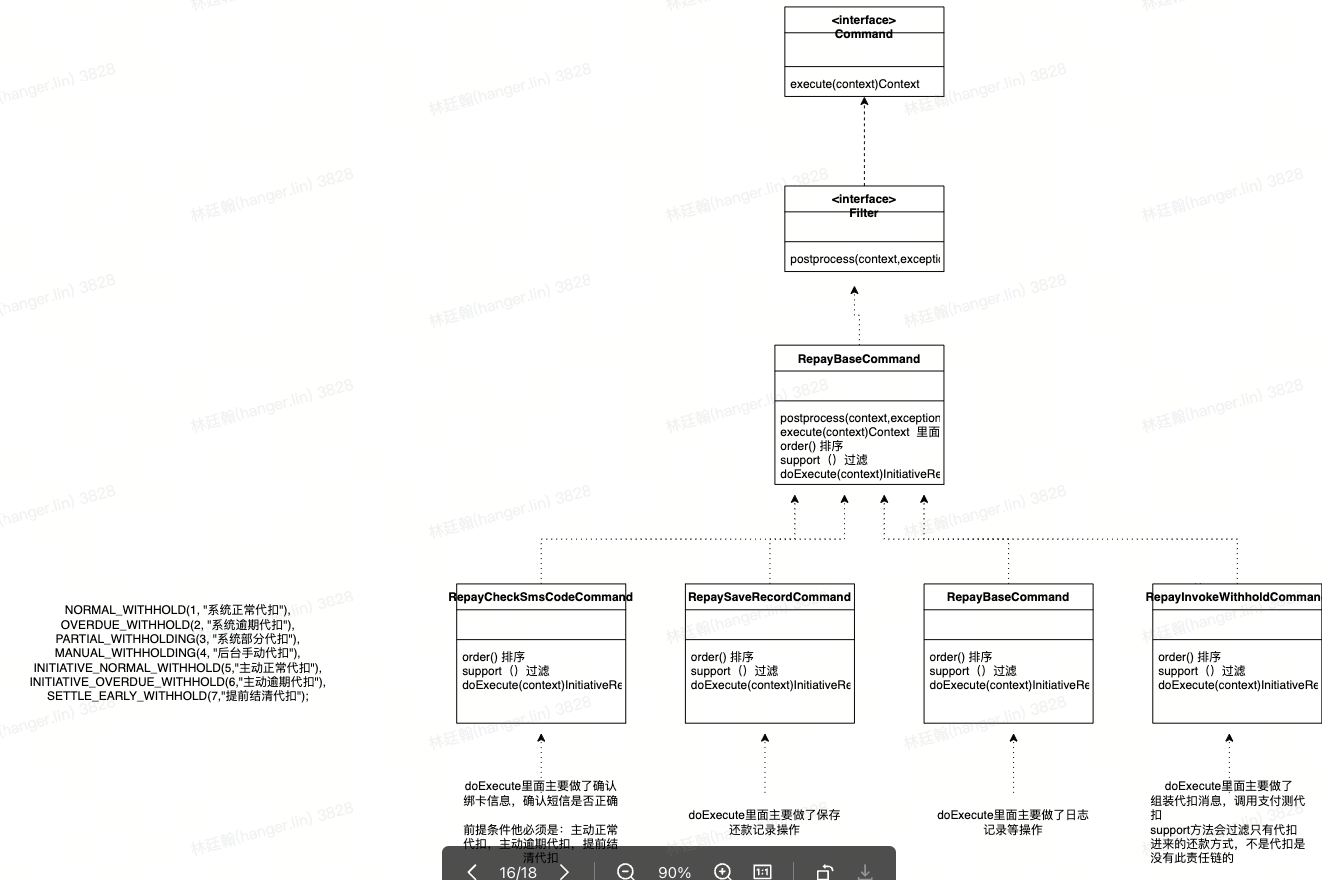 <interface>
Command
execute(context)Context
<interface>
Filter
postprocess(context,excepti
RepayBaseCommand
postprocess(context,exception
execute(context)Context 里面
order() 排序
support（）过滤
doExecute(context)InitiativeRe
NORMAL_WITHHOLD(1, "系统正常代扣"),
OVERDUE_WITHHOLD(2, "系统逾期代扣"),
PARTIAL_WITHHOLDING(3, "系统部分代扣"),
MANUAL_WITHHOLDING(4, "后台手动代扣"),
INITIATIVE_NORMAL_WITHHOLD(5,"主动正常代扣"),
INITIATIVE_OVERDUE_WITHHOLD(6,"主动逾期代扣"),
SETTLE_EARLY_WITHHOLD(7,"提前结清代扣");
RepayCheckSmsCodeCommand
order() 排序
support（）过滤
doExecute(context)InitiativeRe
doExecute里面主要做了确认
绑卡信息，确认短信是否正确
前提条件他必须是：主动正常
代扣，主动逾期代扣，提前结
清代扣
RepaySaveRecordCommand
order() 排序
support（）过滤
doExecute(context)InitiativeRe
doExecute里面主要做了保存
还款记录操作
RepayBaseCommand
order() 排序
support（）过滤
doExecute(context)InitiativeRe
doExecute里面主要做了日志
记录等操作
RepayInvokeWithholdComman
order() 排序
support（）过滤
doExecute(context)InitiativeRe
doExecute里面主要做了
组装代扣消息，调用支付测代
扣
support方法会过滤只有代扣
进来的还款方式，不是代扣是
没有此责任链的
16/18
90%
1:1
林廷翰(hanger.lin) 3828